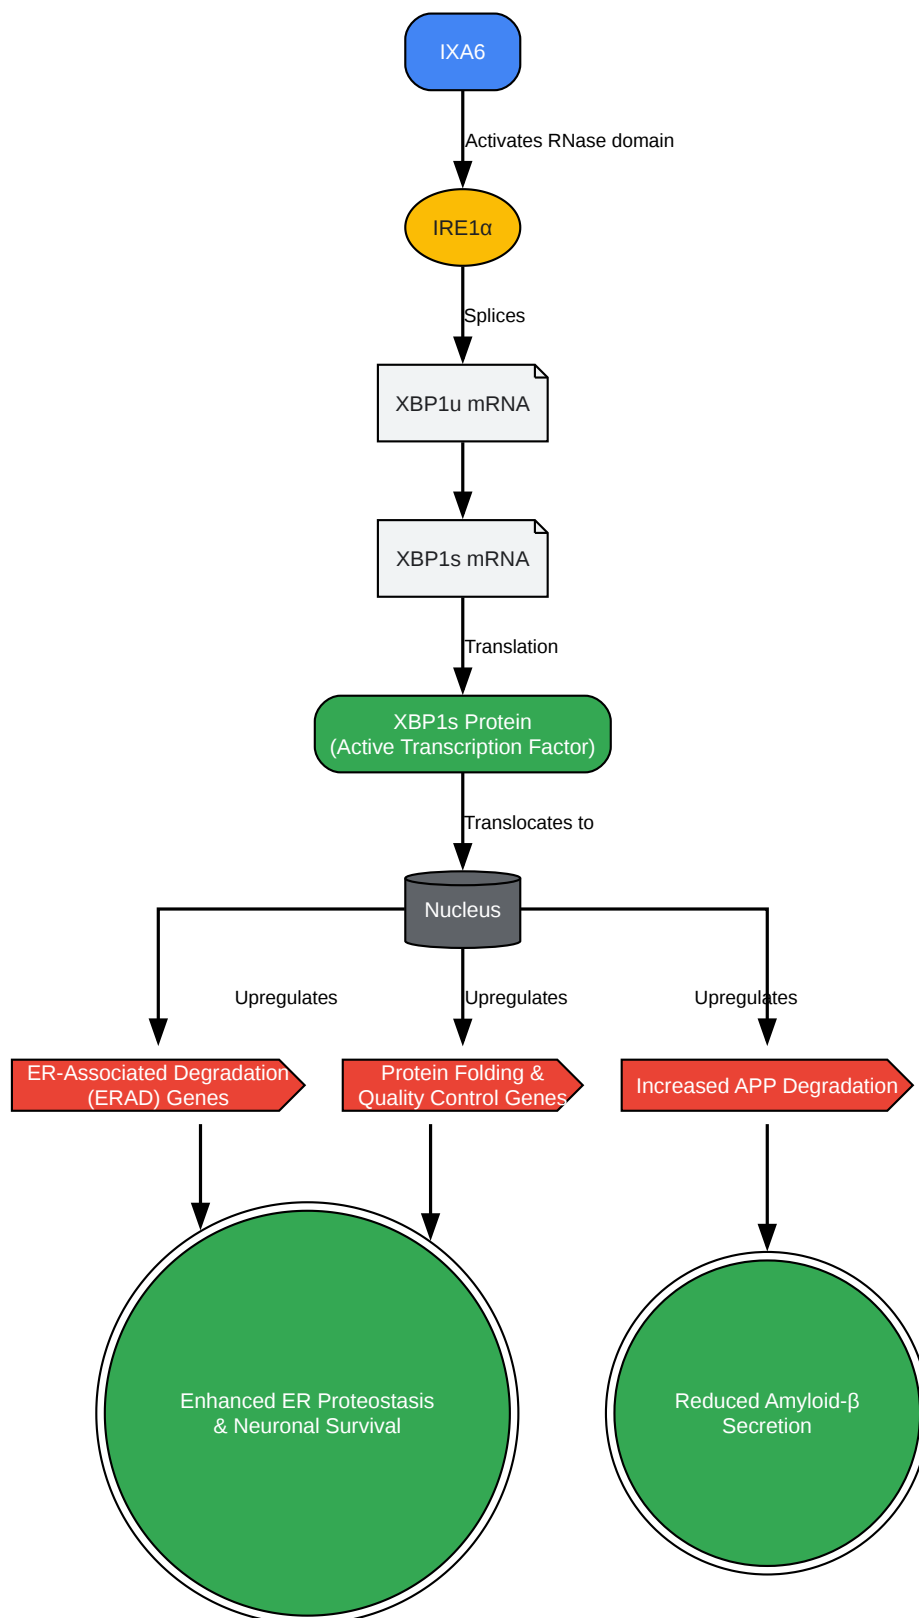 IXA6
Activates RNase domain
IRE1α
Splices
XBP1u mRNA
XBP1s mRNA
Translation
XBP1s Protein
(Active Transcription Factor)
Translocates to
Nucleus
Upregulates
Upregulates
Upregulates
ER-Associated Degradation
(ERAD) Genes
Protein Folding &
Quality Control Genes
Increased APP Degradation
Enhanced ER Proteostasis
& Neuronal Survival
Reduced Amyloid-β
Secretion